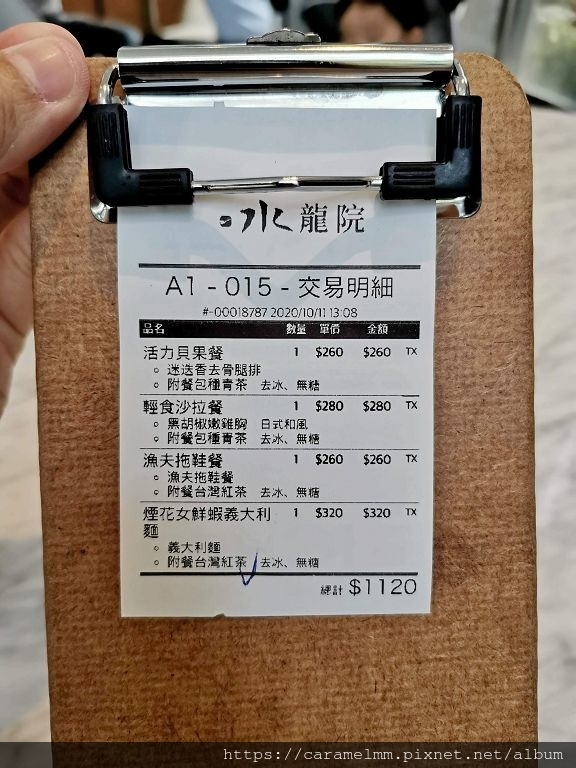 水龍院
A1 - 015 - 交易明細
#-00018787 2020/10/11 13:08
品名 數量 單價 金額
活力貝果餐 1 $260 $260 TX
。迷迭香去骨腿排
。附餐包種青茶 去冰、無糖
輕食沙拉餐 1 $280 $280 TX
。黑胡椒嫩雞胸 日式和風
。附餐包種青茶 去冰、無糖
漁夫拖鞋餐 1 $260 $260 TX
。漁夫拖鞋餐
。附餐台灣紅茶 去冰、無糖
煙花女鮮蝦義大利 1 $320 $320 TX
麵
。義大利麵
。附餐台灣紅茶 去冰、無糖
總計 $1120
https://caramelmm.pixnet.net/album